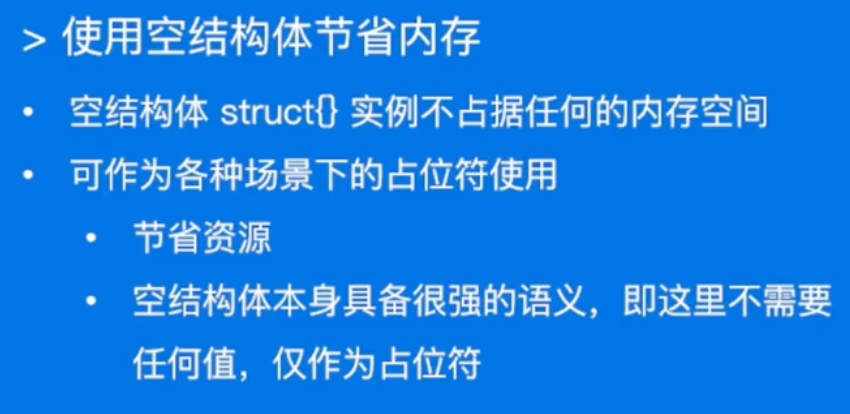 > 使用空结构体节省内存
• 空结构体 struct{} 实例不占据任何的内存空间
• 可作为各种场景下的占位符使用
• 节省资源
• 空结构体本身具备很强的语义，即这里不需要
任何值，仅作为占位符